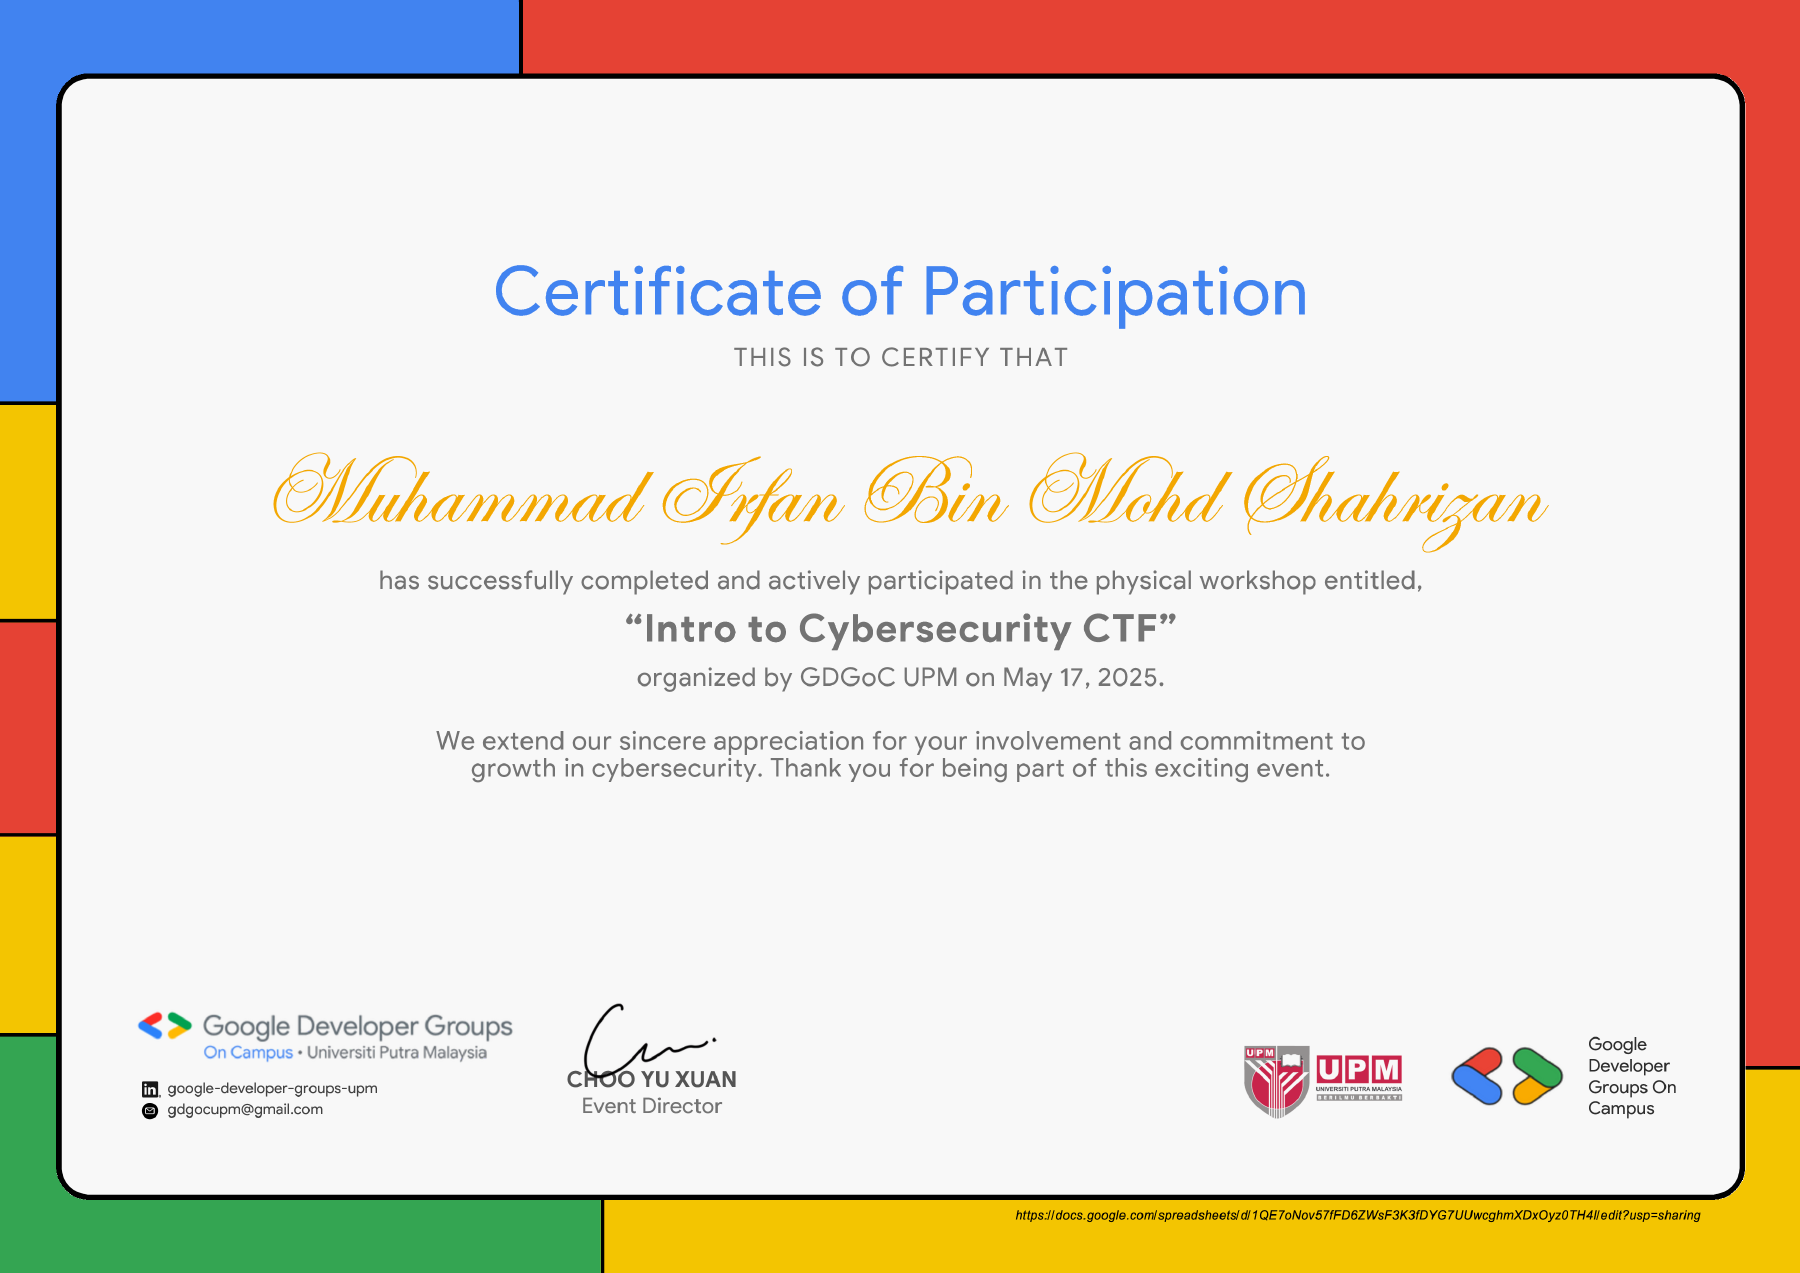 Certificate of Participation
THIS IS TO CERTIFY THAT
Muhammad Irfan Bin Mohd Shahrizan
has successfully completed and actively participated in the physical workshop entitled,
“Intro to Cybersecurity CTF”
organized by GDGoC UPM on May 17, 2025.
We extend our sincere appreciation for your involvement and commitment to
growth in cybersecurity. Thank you for being part of this exciting event.
Google Developer Groups
On Campus • Universiti Putra Malaysia
google-developer-groups-upm
gdgocupm@gmail.com
CHOO YU XUAN
Event Director
UPM
UPM
UNIVERSITI PUTRA MALAYSIA
BERILMU BERBAKTI
Google
Developer
Groups On
Campus
https://docs.google.com/spreadsheets/d/1QE7oNov57fFD6ZWsF3K3fDYG7UUwcghmXDxOyz0TH4I/edit?usp=sharing